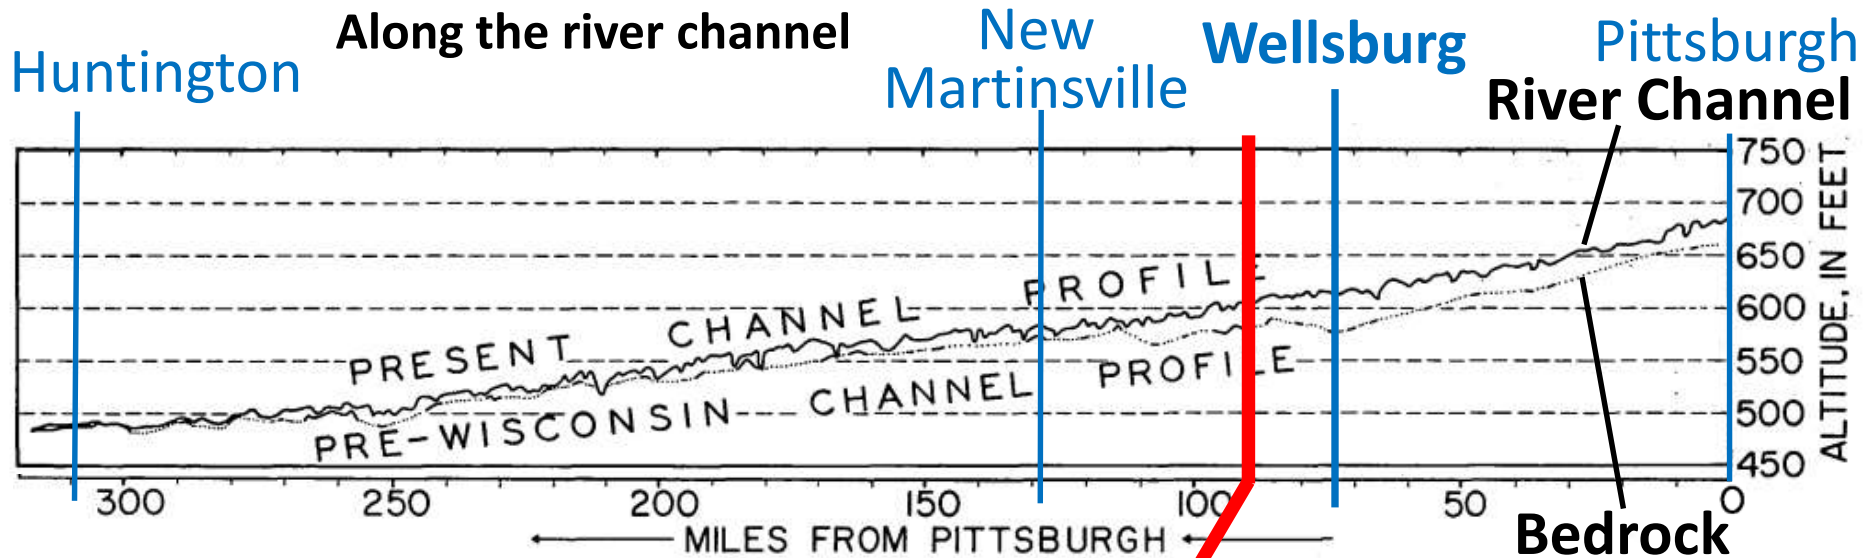 Along the river channel
Huntington
New
Martinsville
Wellsburg
Pittsburgh
River Channel
750
700
650
600
550
500
450
ALTITUDE, IN FEET
PRESENT CHANNEL PROFILE
PRE-WISCONSIN CHANNEL PROFILE
300 250 200 150 100 50 0
MILES FROM PITTSBURGH
Bedrock